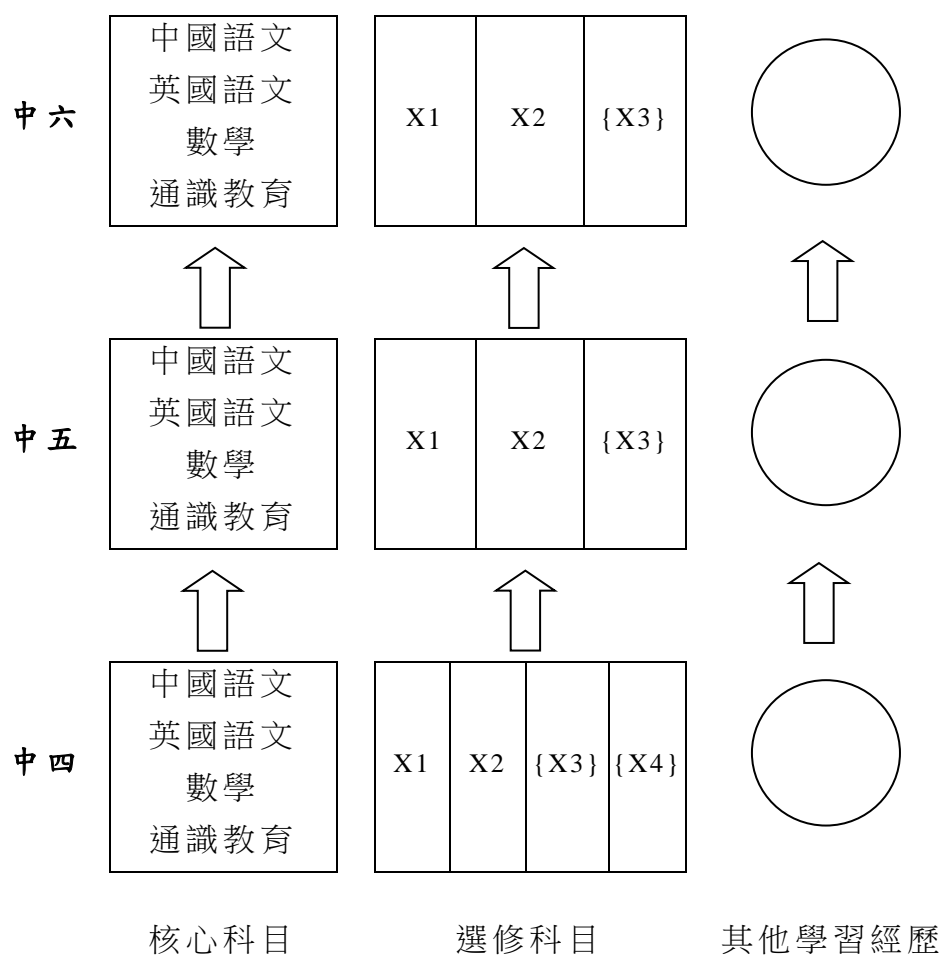 中國語文
英國語文
數學
通識教育
中六
X1 X2 {X3}
中國語文
英國語文
數學
通識教育
中五
X1 X2 {X3}
中國語文
英國語文
數學
通識教育
中四
X1 X2 {X3} {X4}
核心科目 選修科目 其他學習經歷